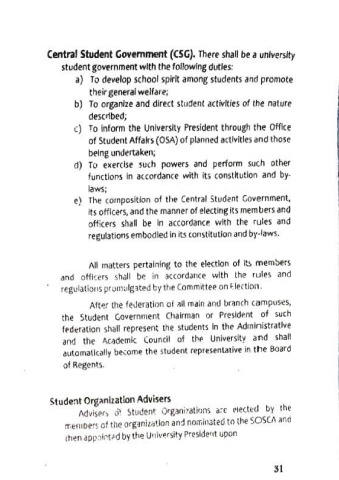 Central Student Government (CSG). There shall be a university
student government with the following duties:
a) To develop school spirit among students and promote
their general welfare;
b) To organize and direct student activities of the nature
described;
c) To inform the University President through the Office
of Student Affairs (OSA) of planned activities and those
being undertaken;
d) To exercise such powers and perform such other
functions in accordance with its constitution and by-
laws;
e) The composition of the Central Student Government,
its officers, and the manner of electing its members and
officers shall be in accordance with the rules and
regulations embodied in its constitution and by-laws.
All matters pertaining to the election of its members
and officers shall be in accordance with the rules and
regulations promulgated by the Committee on Election.
After the federation of all main and branch campuses,
the Student Government Chairman or President of such
federation shall represent the students in the Administrative
and the Academic Council of the University and shall
automatically become the student representative in the Board
of Regents.
Student Organization Advisers
Advisers of Student Organizations are elected by the
members of the organization and nominated to the SOSCA and
then appointed by the University President upon
31